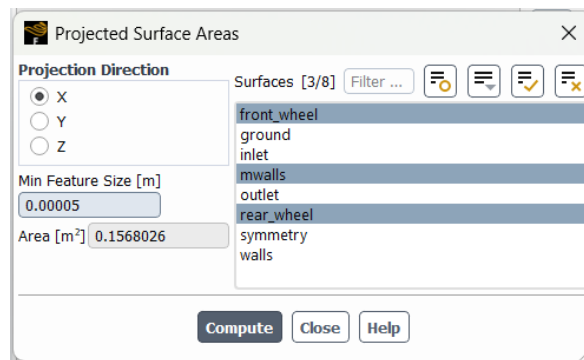 Projected Surface Areas
Projection Direction
X
Y
Z
Min Feature Size [m]
0.00005
Area [m²] 0.1568026
Surfaces [3/8] Filter ...
front_wheel
ground
inlet
mwalls
outlet
rear_wheel
symmetry
walls
Compute Close Help